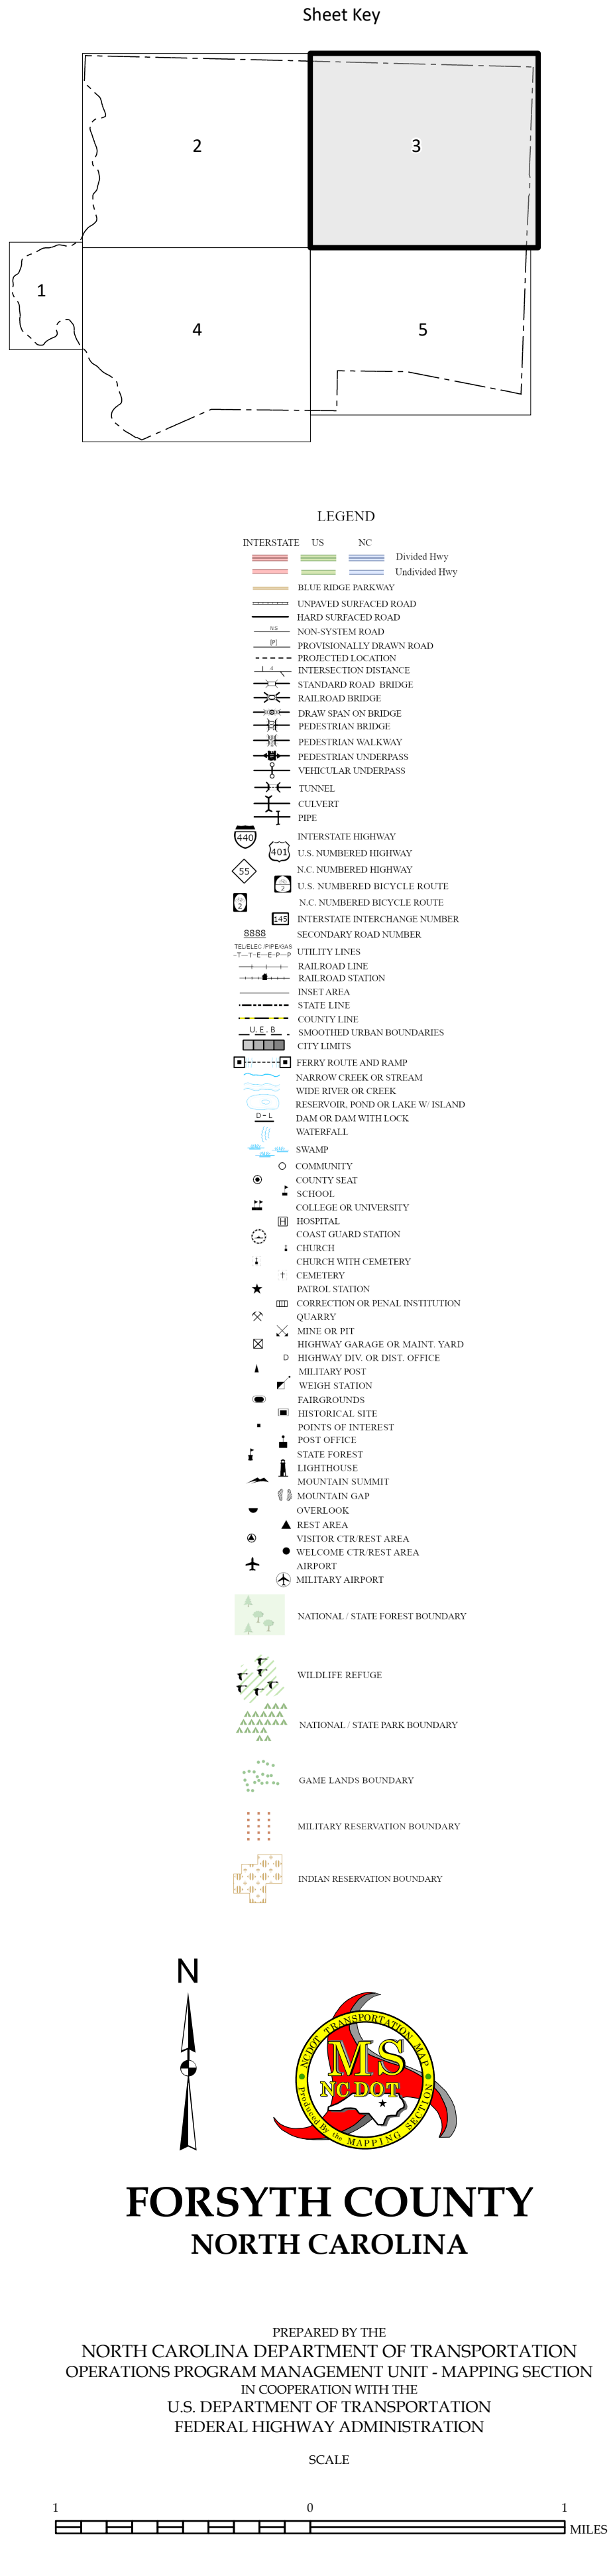 Sheet Key
2
3
1
4
5
LEGEND
INTERSTATE US NC
Divided Hwy
Undivided Hwy
BLUE RIDGE PARKWAY
UNPAVED SURFACED ROAD
HARD SURFACED ROAD
NS NON-SYSTEM ROAD
[P] PROVISIONALLY DRAWN ROAD
PROJECTED LOCATION
INTERSECTION DISTANCE
STANDARD ROAD BRIDGE
RAILROAD BRIDGE
DRAW SPAN ON BRIDGE
PEDESTRIAN BRIDGE
PEDESTRIAN WALKWAY
PEDESTRIAN UNDERPASS
VEHICULAR UNDERPASS
TUNNEL
CULVERT
PIPE
440 INTERSTATE HIGHWAY
401 U.S. NUMBERED HIGHWAY
55 N.C. NUMBERED HIGHWAY
2 U.S. NUMBERED BICYCLE ROUTE
2 N.C. NUMBERED BICYCLE ROUTE
145 INTERSTATE INTERCHANGE NUMBER
8888 SECONDARY ROAD NUMBER
TEL/ELEC/PIPE/GAS
-T--T-E--E-P--P UTILITY LINES
RAILROAD LINE
RAILROAD STATION
INSET AREA
STATE LINE
COUNTY LINE
U.E.B SMOOTHED URBAN BOUNDARIES
CITY LIMITS
FERRY ROUTE AND RAMP
NARROW CREEK OR STREAM
WIDE RIVER OR CREEK
RESERVOIR, POND OR LAKE W/ ISLAND
D-L DAM OR DAM WITH LOCK
WATERFALL
SWAMP
COMMUNITY
COUNTY SEAT
SCHOOL
COLLEGE OR UNIVERSITY
H HOSPITAL
COAST GUARD STATION
CHURCH
CHURCH WITH CEMETERY
CEMETERY
PATROL STATION
CORRECTION OR PENAL INSTITUTION
QUARRY
MINE OR PIT
HIGHWAY GARAGE OR MAINT. YARD
D HIGHWAY DIV. OR DIST. OFFICE
MILITARY POST
WEIGH STATION
FAIRGROUNDS
HISTORICAL SITE
POINTS OF INTEREST
POST OFFICE
STATE FOREST
LIGHTHOUSE
MOUNTAIN SUMMIT
MOUNTAIN GAP
OVERLOOK
REST AREA
VISITOR CTR/REST AREA
WELCOME CTR/REST AREA
AIRPORT
MILITARY AIRPORT
NATIONAL / STATE FOREST BOUNDARY
WILDLIFE REFUGE
NATIONAL / STATE PARK BOUNDARY
GAME LANDS BOUNDARY
MILITARY RESERVATION BOUNDARY
INDIAN RESERVATION BOUNDARY
N
NCDOT TRANSPORTATION MAP
MS
NCDOT
Produced By the MAPPING SECTION
FORSYTH COUNTY
NORTH CAROLINA
PREPARED BY THE
NORTH CAROLINA DEPARTMENT OF TRANSPORTATION
OPERATIONS PROGRAM MANAGEMENT UNIT - MAPPING SECTION
IN COOPERATION WITH THE
U.S. DEPARTMENT OF TRANSPORTATION
FEDERAL HIGHWAY ADMINISTRATION
SCALE
1 0 1
MILES